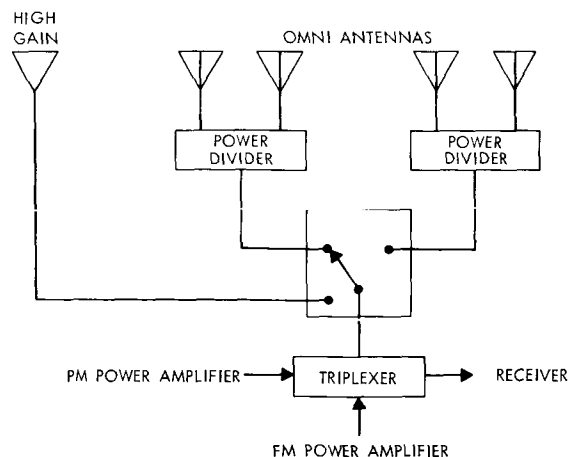 HIGH
GAIN
OMNI ANTENNAS
POWER
DIVIDER
POWER
DIVIDER
PM POWER AMPLIFIER
TRIPLEXER
RECEIVER
FM POWER AMPLIFIER